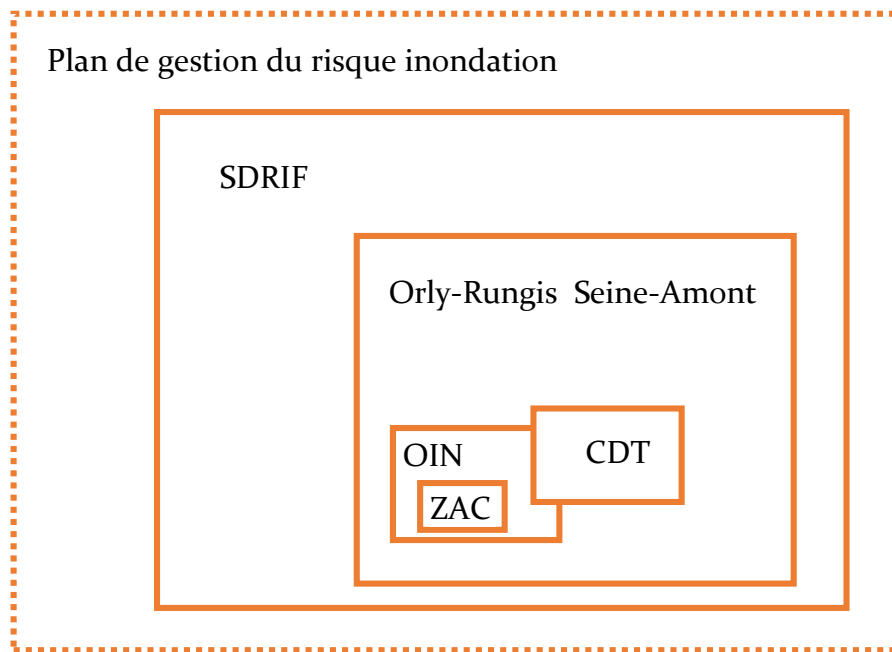 Plan de gestion du risque inondation
SDRIF
Orly-Rungis Seine-Amont
OIN
CDT
ZAC